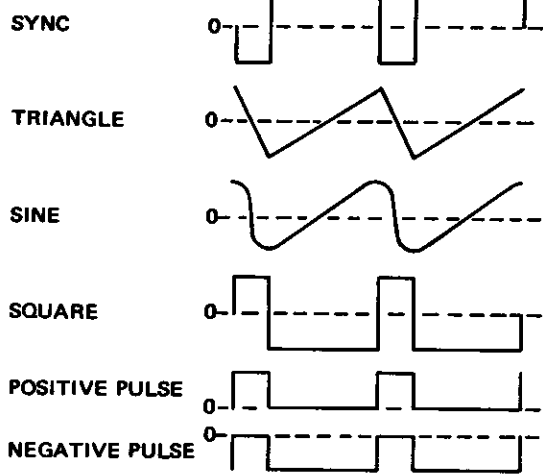 SYNC 0
TRIANGLE 0
SINE 0
SQUARE 0
POSITIVE PULSE 0
NEGATIVE PULSE 0